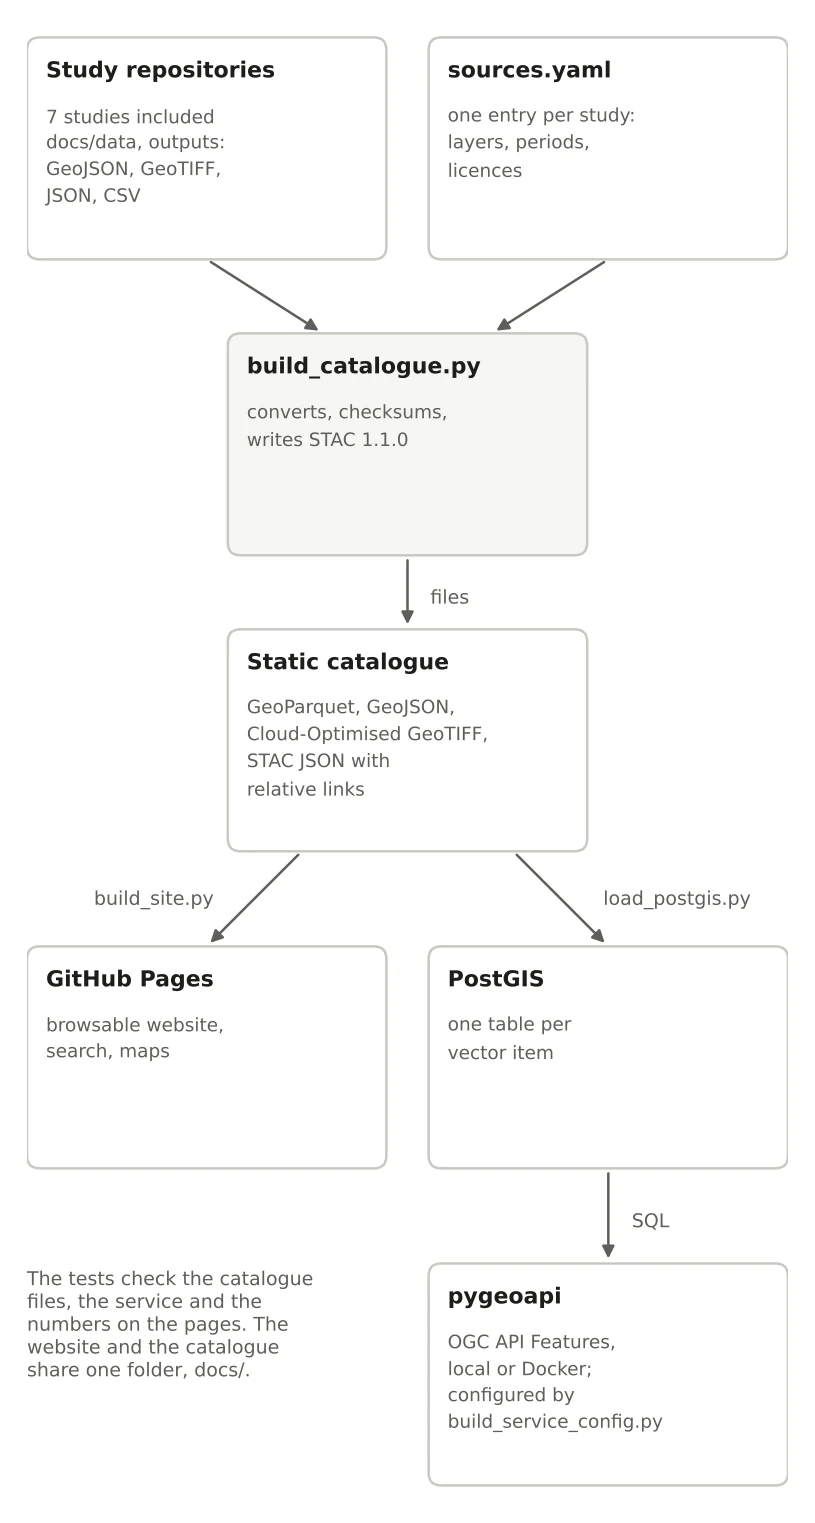 Study repositories
7 studies included
docs/data, outputs:
GeoJSON, GeoTIFF,
JSON, CSV
sources.yaml
one entry per study:
layers, periods,
licences
build_catalogue.py
converts, checksums,
writes STAC 1.1.0
files
Static catalogue
GeoParquet, GeoJSON,
Cloud-Optimised GeoTIFF,
STAC JSON with
relative links
build_site.py
load_postgis.py
GitHub Pages
browsable website,
search, maps
PostGIS
one table per
vector item
SQL
The tests check the catalogue
files, the service and the
numbers on the pages. The
website and the catalogue
share one folder, docs/.
pygeoapi
OGC API Features,
local or Docker;
configured by
build_service_config.py